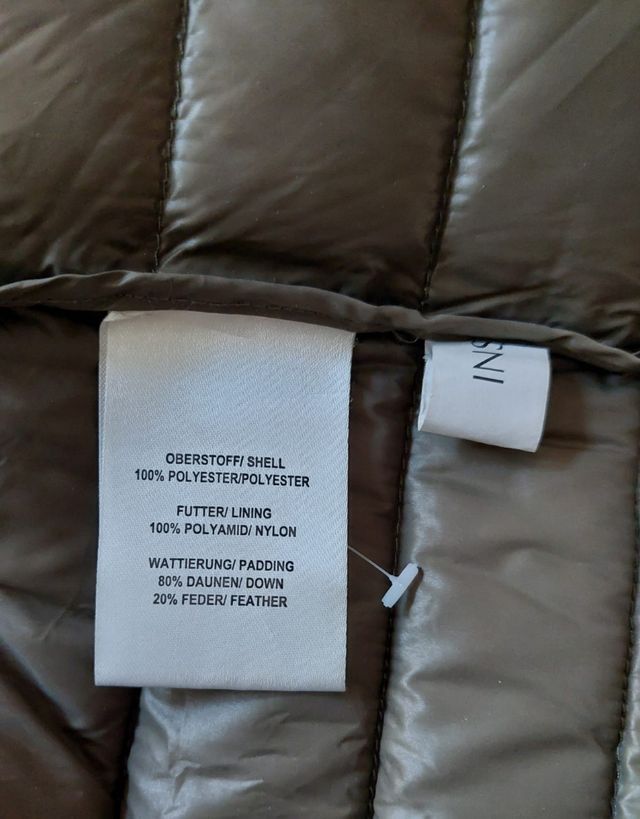 OBERSTOFF/ SHELL
100% POLYESTER/POLYESTER
FUTTER/ LINING
100% POLYAMID/ NYLON
WATTIERUNG/ PADDING
80% DAUNEN/ DOWN
20% FEDER/ FEATHER
INS